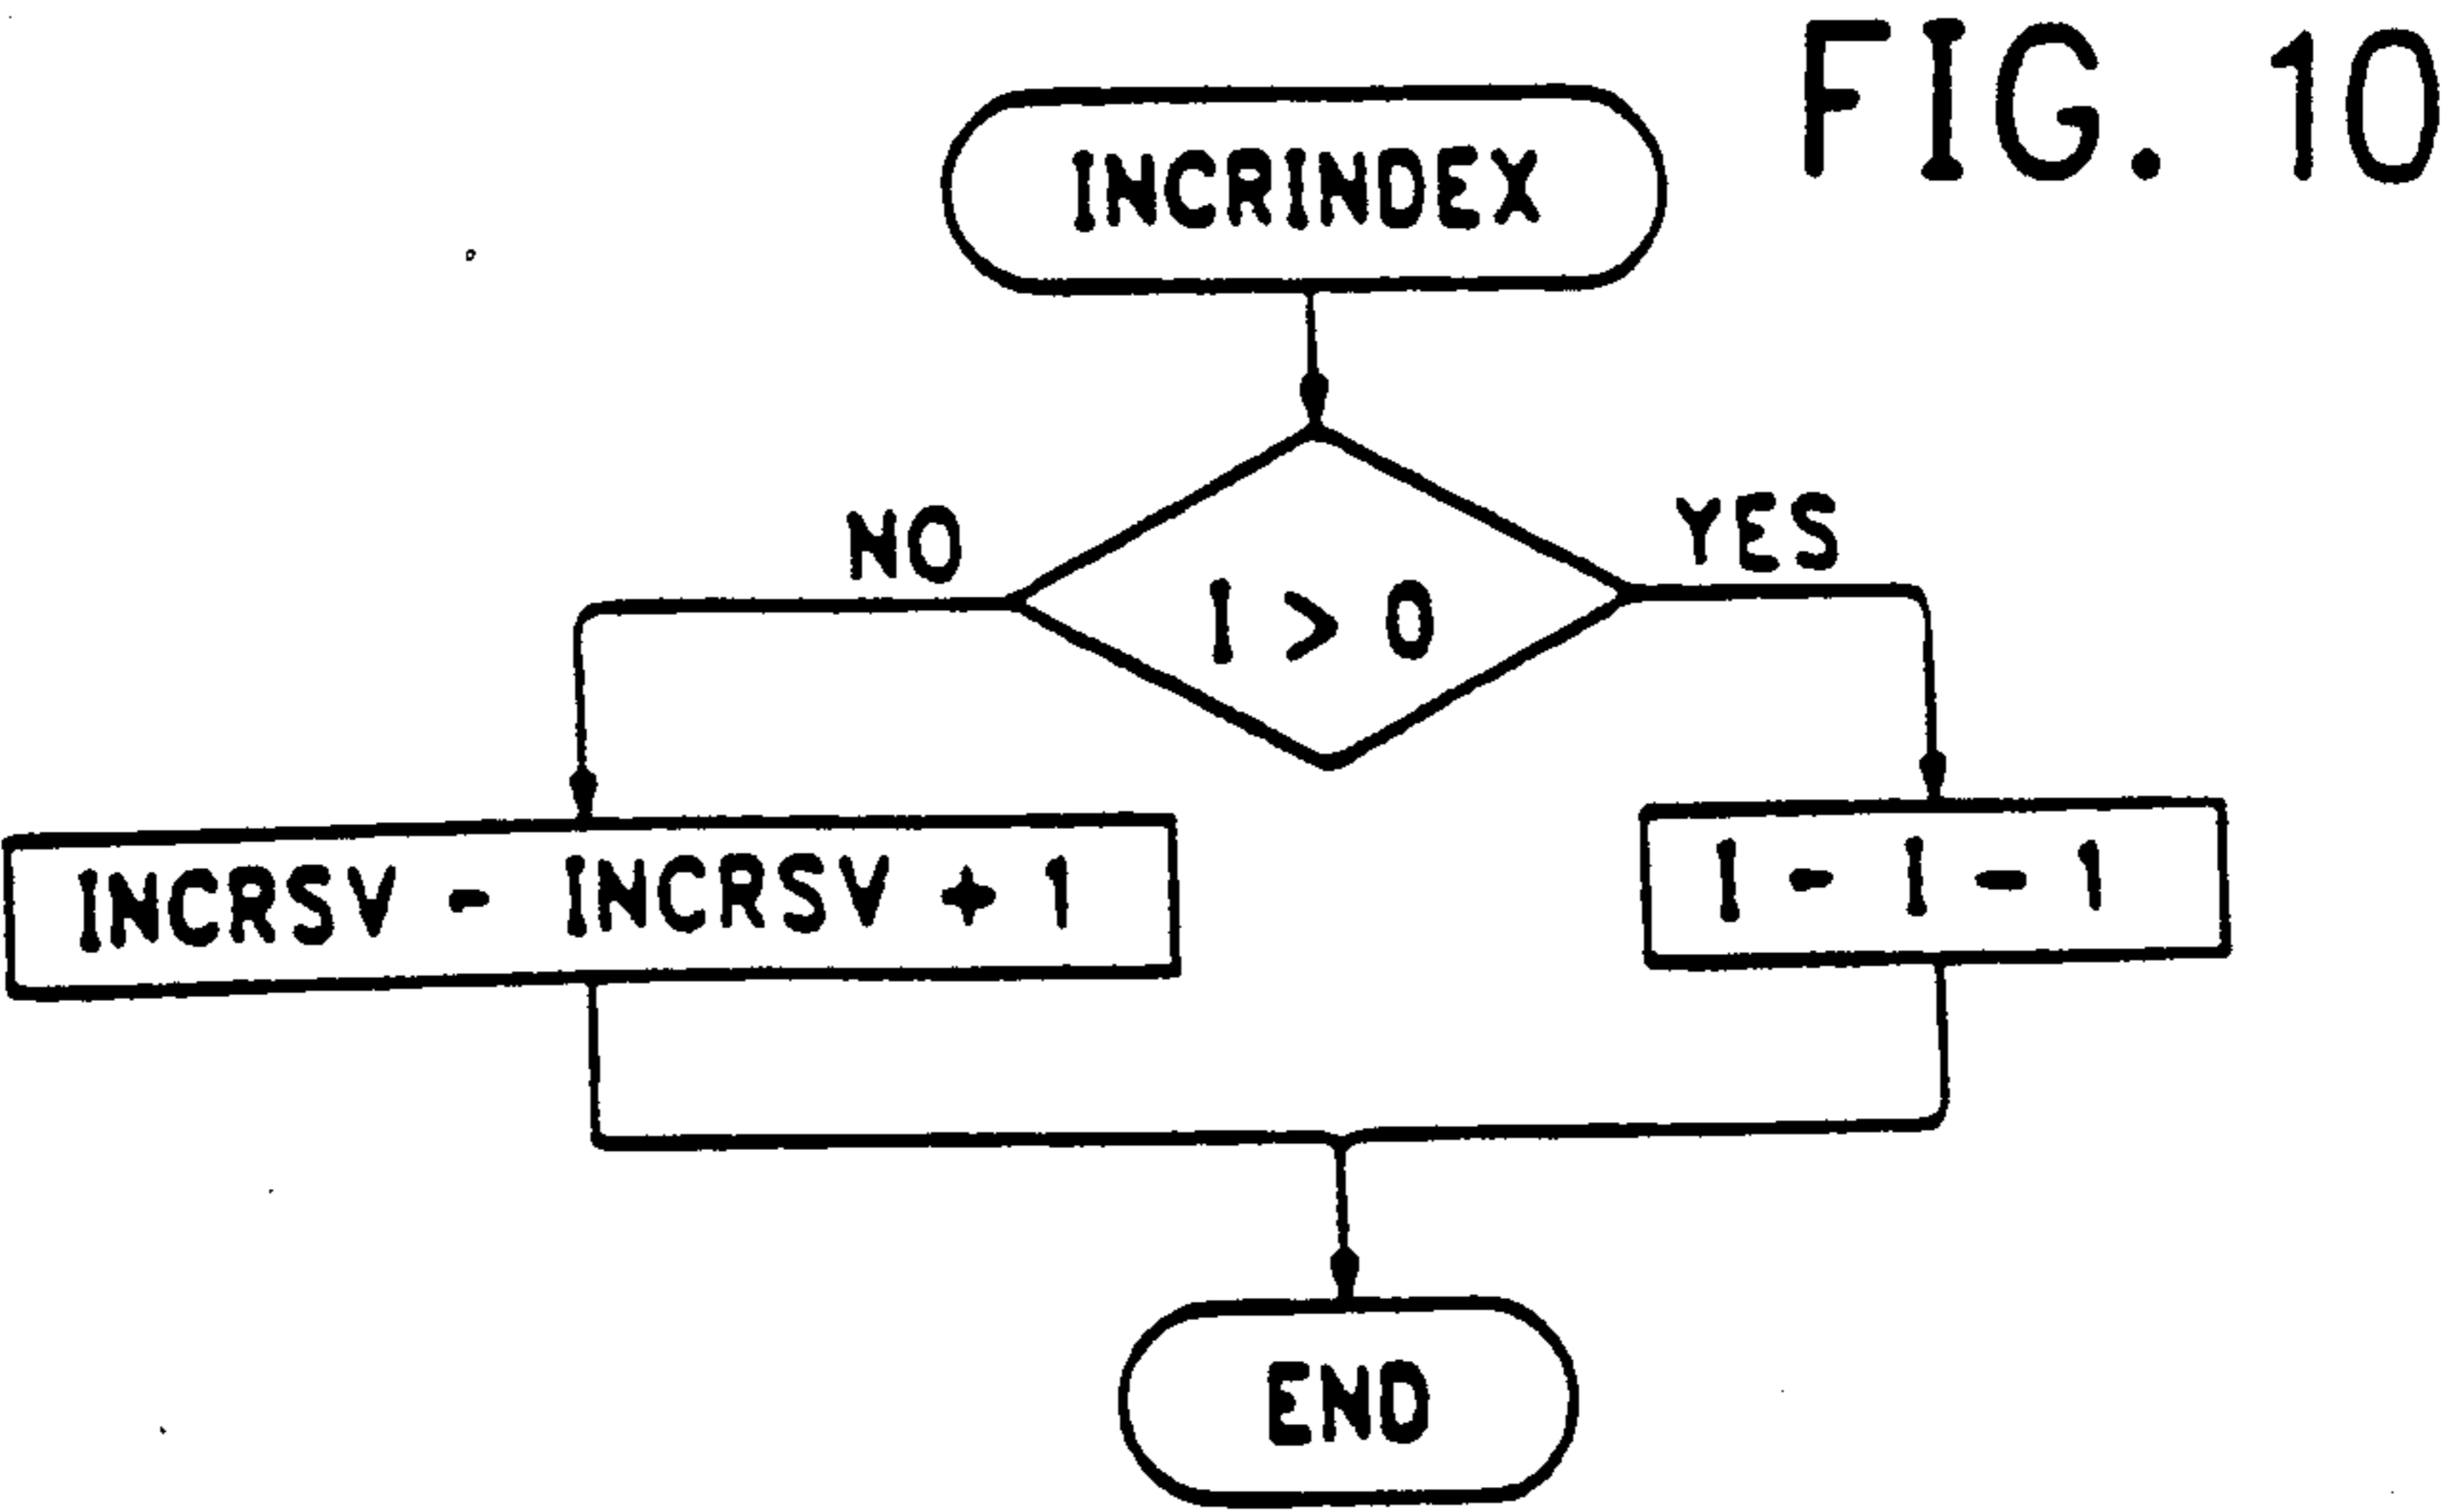 FIG. 10
INCRINDEX
NO
YES
I > 0
INCRSV - INCRSV + 1
I - I - 1
END